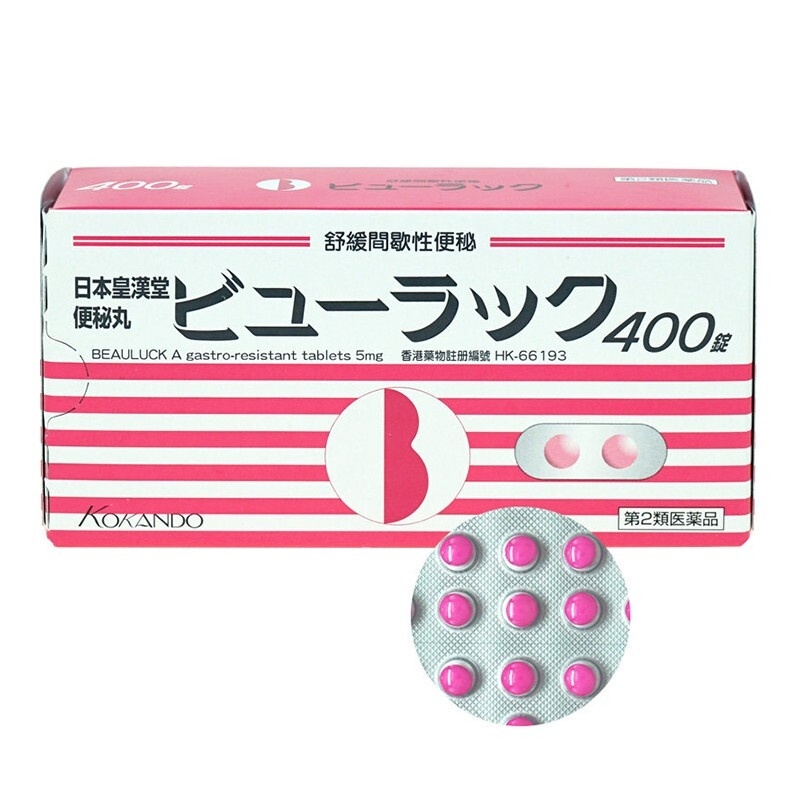 400錠
ビューラック
舒緩間歇性便秘
日本皇漢堂
便秘丸
ビューラック 400錠
BEAULUCK A gastro-resistant tablets 5mg 香港藥物註册編號 HK-66193
KOKANDO
第2類医薬品